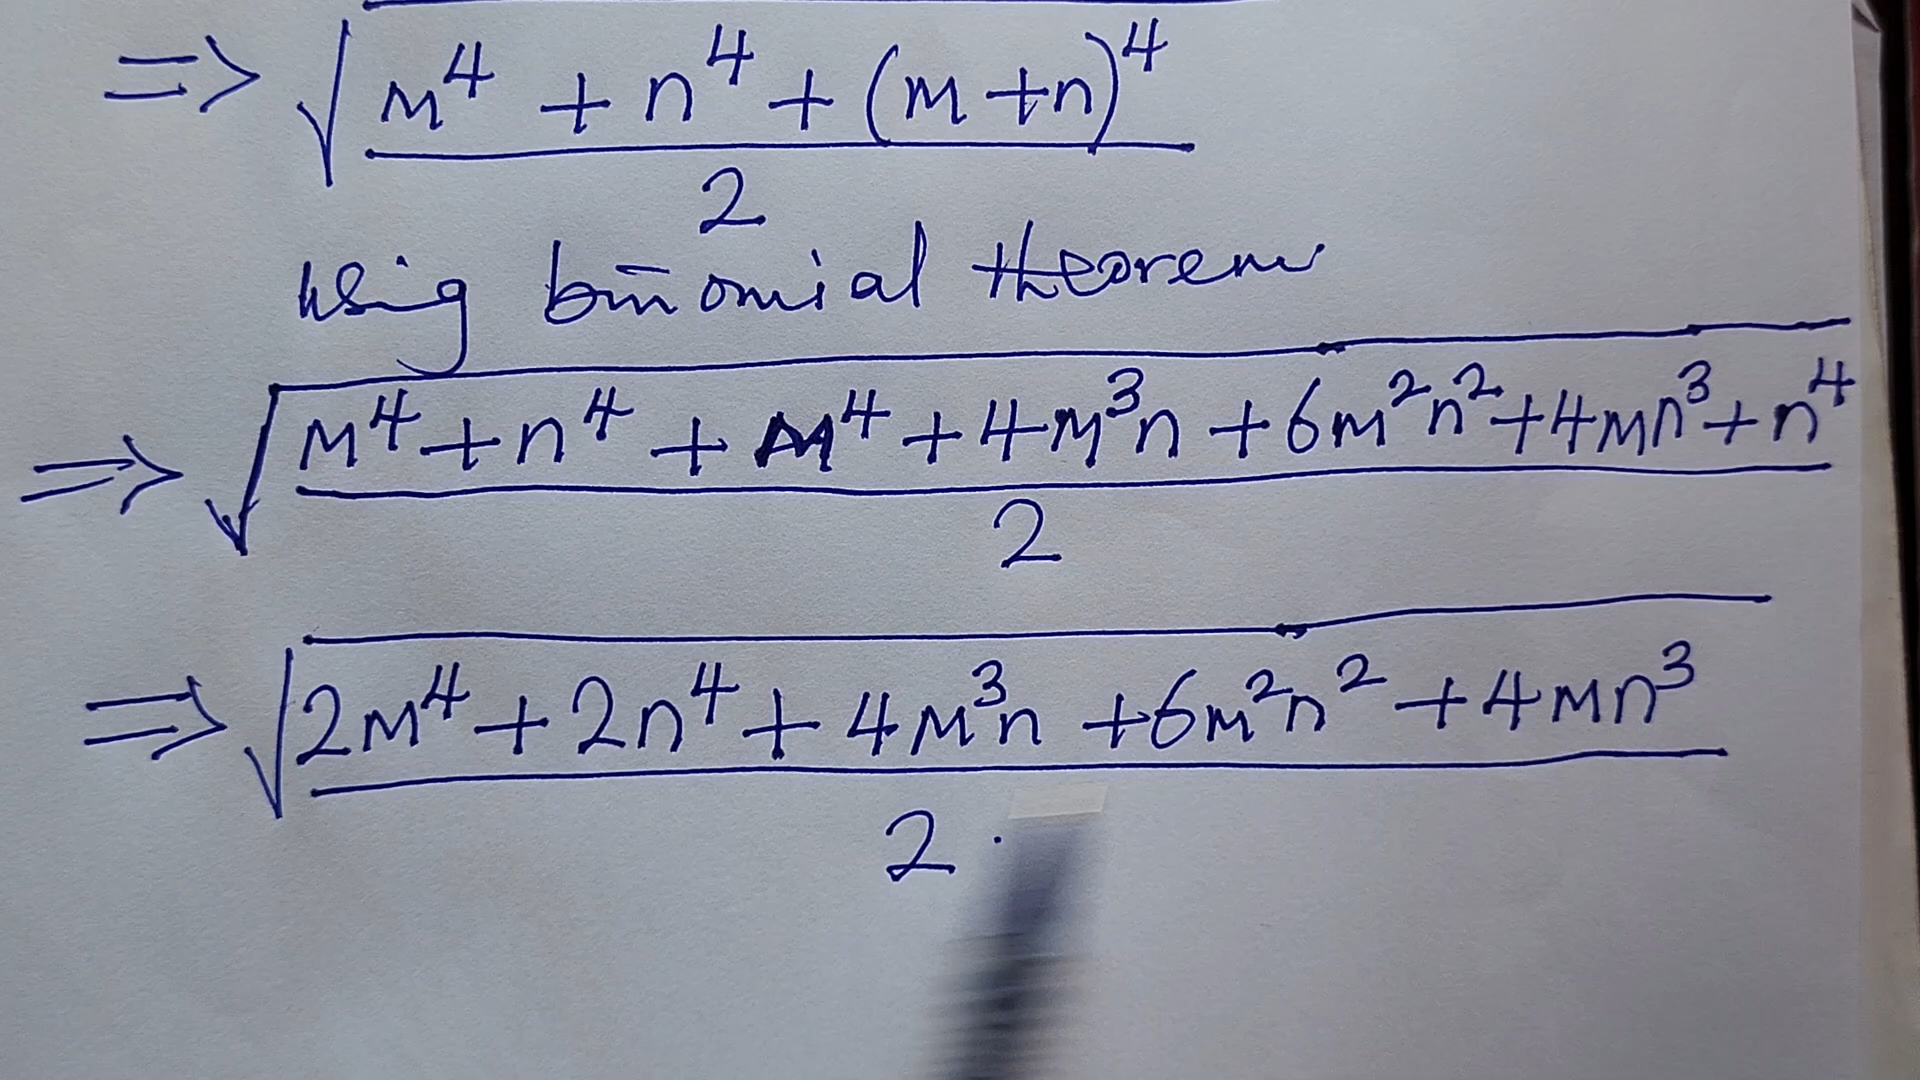 ⇒ √((m⁴ + n⁴ + (m+n)⁴)/2)
using binomial theorem
⇒ √((m⁴ + n⁴ + m⁴ + 4m³n + 6m²n² + 4mn³ + n⁴)/2)
⇒ √((2m⁴ + 2n⁴ + 4m³n + 6m²n² + 4mn³)/2)